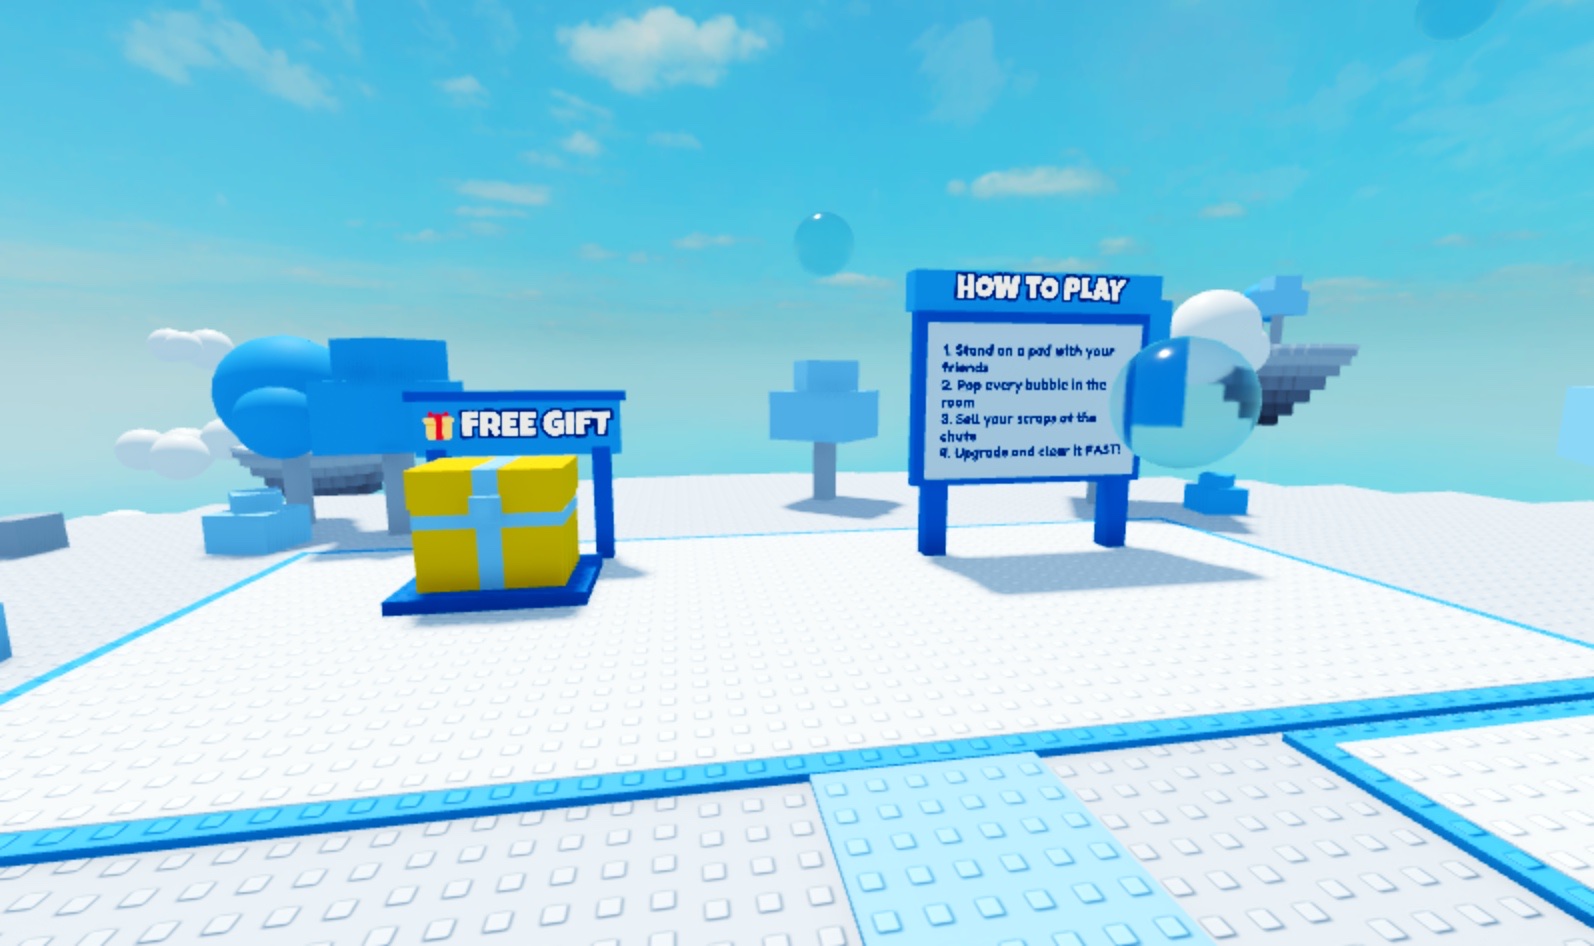 FREE GIFT
HOW TO PLAY
1. Stand on a pad with your
friends
2. Pop every bubble in the
room
3. Sell your scraps at the
chute
4. Upgrade and clear it FAST!